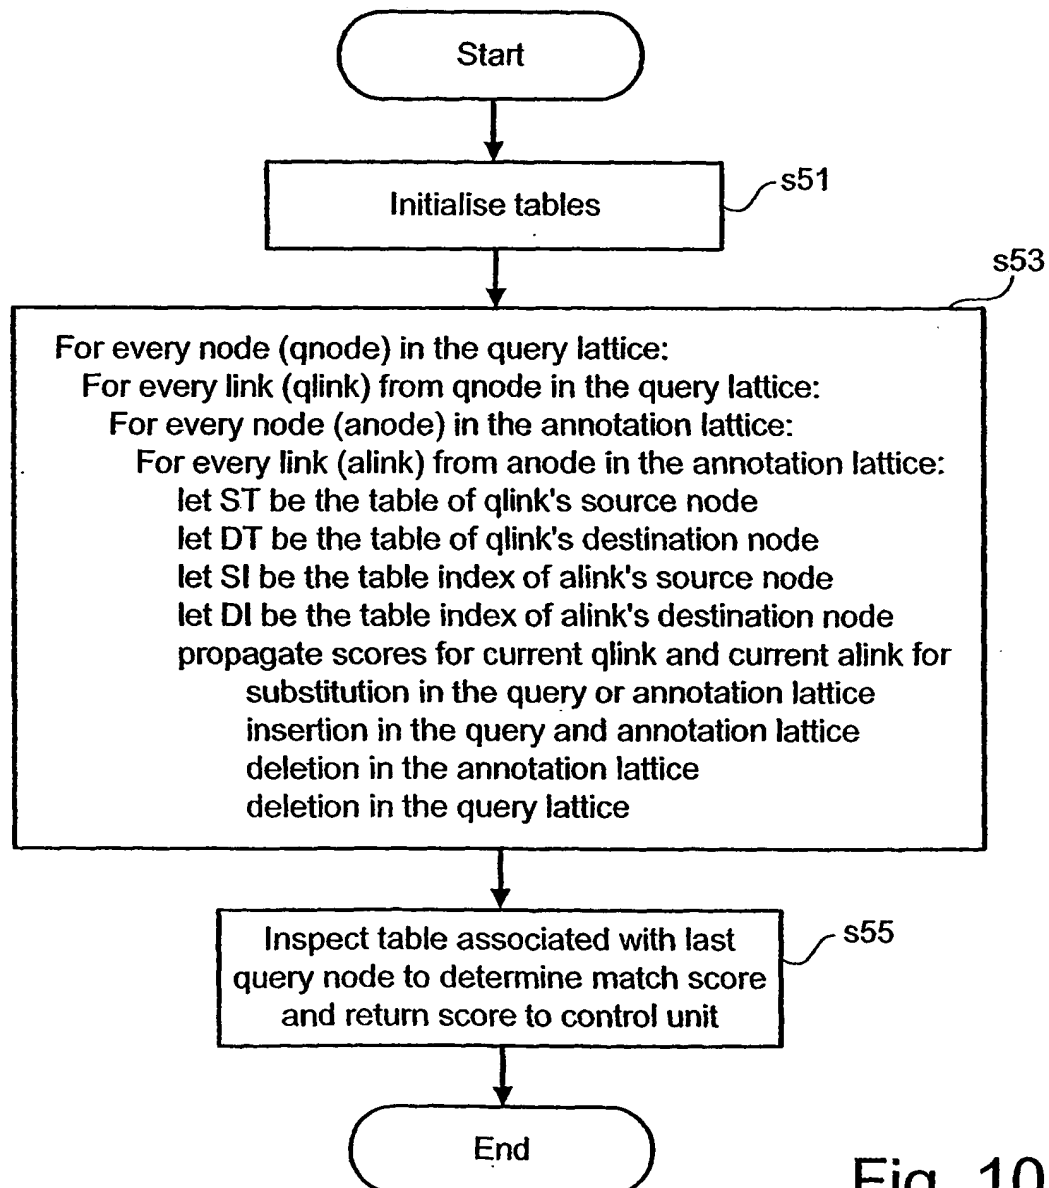 Start
Initialise tables
s51
s53
For every node (qnode) in the query lattice:
For every link (qlink) from qnode in the query lattice:
For every node (anode) in the annotation lattice:
For every link (alink) from anode in the annotation lattice:
let ST be the table of qlink's source node
let DT be the table of qlink's destination node
let SI be the table index of alink's source node
let DI be the table index of alink's destination node
propagate scores for current qlink and current alink for
substitution in the query or annotation lattice
insertion in the query and annotation lattice
deletion in the annotation lattice
deletion in the query lattice
Inspect table associated with last
query node to determine match score
and return score to control unit
s55
End
Fig. 10